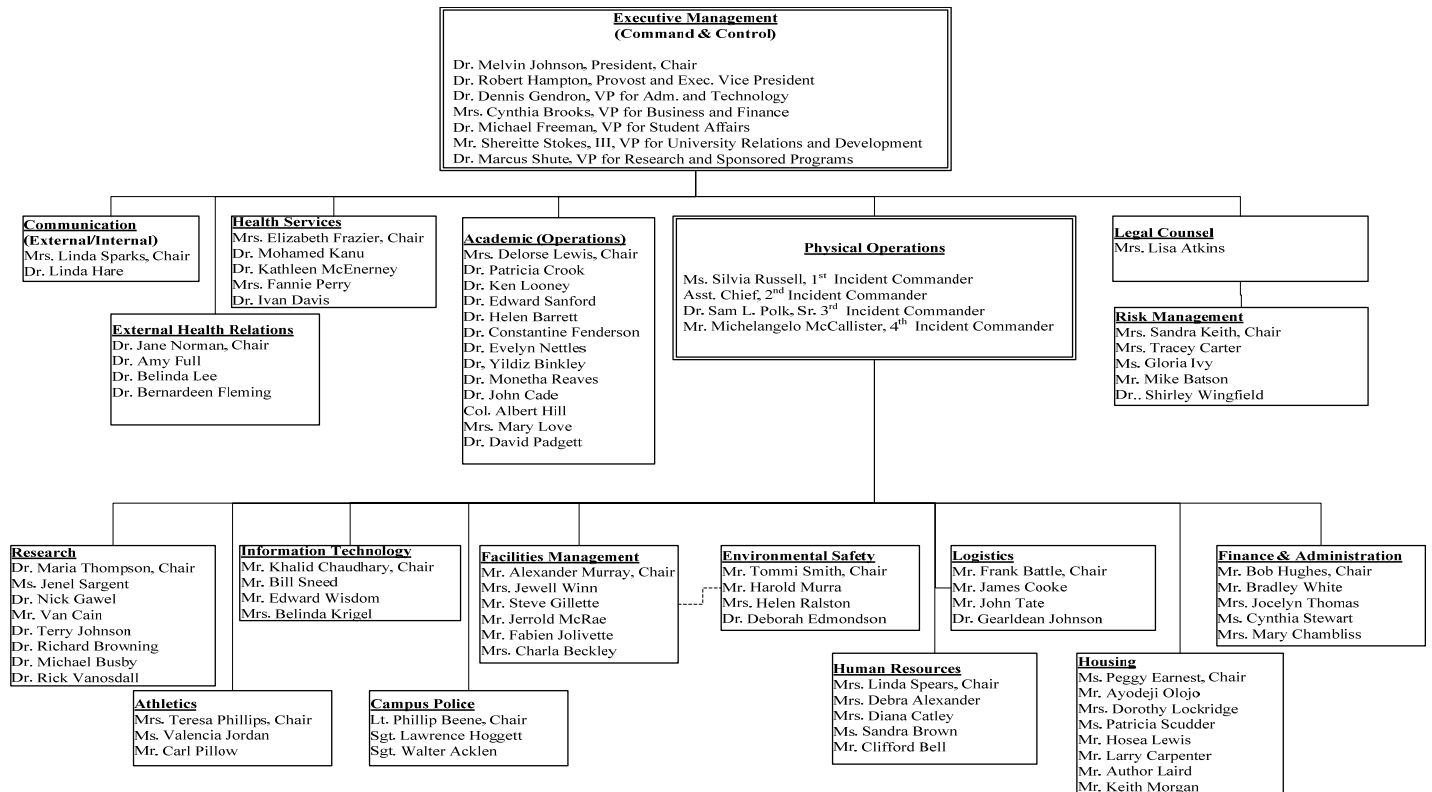 Executive Management
(Command & Control)
Dr. Melvin Johnson, President, Chair
Dr. Robert Hampton, Provost and Exec. Vice President
Dr. Dennis Gendron, VP for Adm. and Technology
Mrs. Cynthia Brooks, VP for Business and Finance
Dr. Michael Freeman, VP for Student Affairs
Mr. Shereitte Stokes, III, VP for University Relations and Development
Dr. Marcus Shute, VP for Research and Sponsored Programs
Communication
(External/Internal)
Mrs. Linda Sparks, Chair
Dr. Linda Hare
Health Services
Mrs. Elizabeth Frazier, Chair
Dr. Mohamed Kanu
Dr. Kathleen McEnerney
Mrs. Fannie Perry
Dr. Ivan Davis
External Health Relations
Dr. Jane Norman, Chair
Dr. Amy Full
Dr. Belinda Lee
Dr. Bernardeen Fleming
Academic (Operations)
Mrs. Delorse Lewis, Chair
Dr. Patricia Crook
Dr. Ken Looney
Dr. Edward Sanford
Dr. Helen Barrett
Dr. Constantine Fenderson
Dr. Evelyn Nettles
Dr, Yildiz Binkley
Dr. Monetha Reaves
Dr. John Cade
Col. Albert Hill
Mrs. Mary Love
Dr. David Padgett
Physical Operations
Ms. Silvia Russell, 1st Incident Commander
Asst. Chief, 2nd Incident Commander
Dr. Sam L. Polk, Sr. 3rd Incident Commander
Mr. Michelangelo McCallister, 4th Incident Commander
Legal Counsel
Mrs. Lisa Atkins
Risk Management
Mrs. Sandra Keith, Chair
Mrs. Tracey Carter
Ms. Gloria Ivy
Mr. Mike Batson
Dr.. Shirley Wingfield
Research
Dr. Maria Thompson, Chair
Ms. Jenel Sargent
Dr. Nick Gawel
Mr. Van Cain
Dr. Terry Johnson
Dr. Richard Browning
Dr. Michael Busby
Dr. Rick Vanosdall
Athletics
Mrs. Teresa Phillips, Chair
Ms. Valencia Jordan
Mr. Carl Pillow
Information Technology
Mr. Khalid Chaudhary, Chair
Mr. Bill Sneed
Mr. Edward Wisdom
Mrs. Belinda Krigel
Campus Police
Lt. Phillip Beene, Chair
Sgt. Lawrence Hoggett
Sgt. Walter Acklen
Facilities Management
Mr. Alexander Murray, Chair
Mrs. Jewell Winn
Mr. Steve Gillette
Mr. Jerrold McRae
Mr. Fabien Jolivette
Mrs. Charla Beckley
Environmental Safety
Mr. Tommi Smith, Chair
Mr. Harold Murra
Mrs. Helen Ralston
Dr. Deborah Edmondson
Logistics
Mr. Frank Battle, Chair
Mr. James Cooke
Mr. John Tate
Dr. Gearldean Johnson
Human Resources
Mrs. Linda Spears, Chair
Mrs. Debra Alexander
Mrs. Diana Catley
Ms. Sandra Brown
Mr. Clifford Bell
Finance & Administration
Mr. Bob Hughes, Chair
Mr. Bradley White
Mrs. Jocelyn Thomas
Ms. Cynthia Stewart
Mrs. Mary Chambliss
Housing
Ms. Peggy Earnest, Chair
Mr. Ayodeji Olojo
Mrs. Dorothy Lockridge
Ms. Patricia Scudder
Mr. Hosea Lewis
Mr. Larry Carpenter
Mr. Author Laird
Mr. Keith Morgan